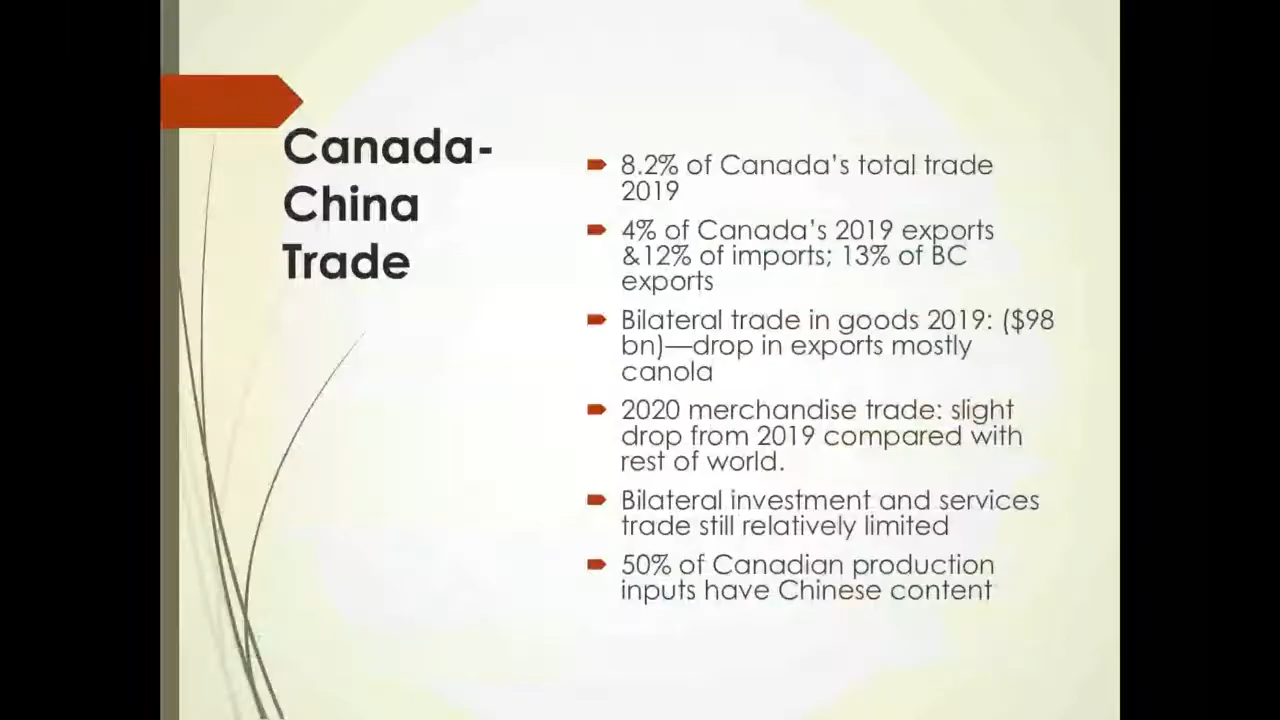 Canada-
China
Trade
8.2% of Canada’s total trade
2019
4% of Canada’s 2019 exports
&12% of imports; 13% of BC
exports
Bilateral trade in goods 2019: ($98
bn)—drop in exports mostly
canola
2020 merchandise trade: slight
drop from 2019 compared with
rest of world.
Bilateral investment and services
trade still relatively limited
50% of Canadian production
inputs have Chinese content